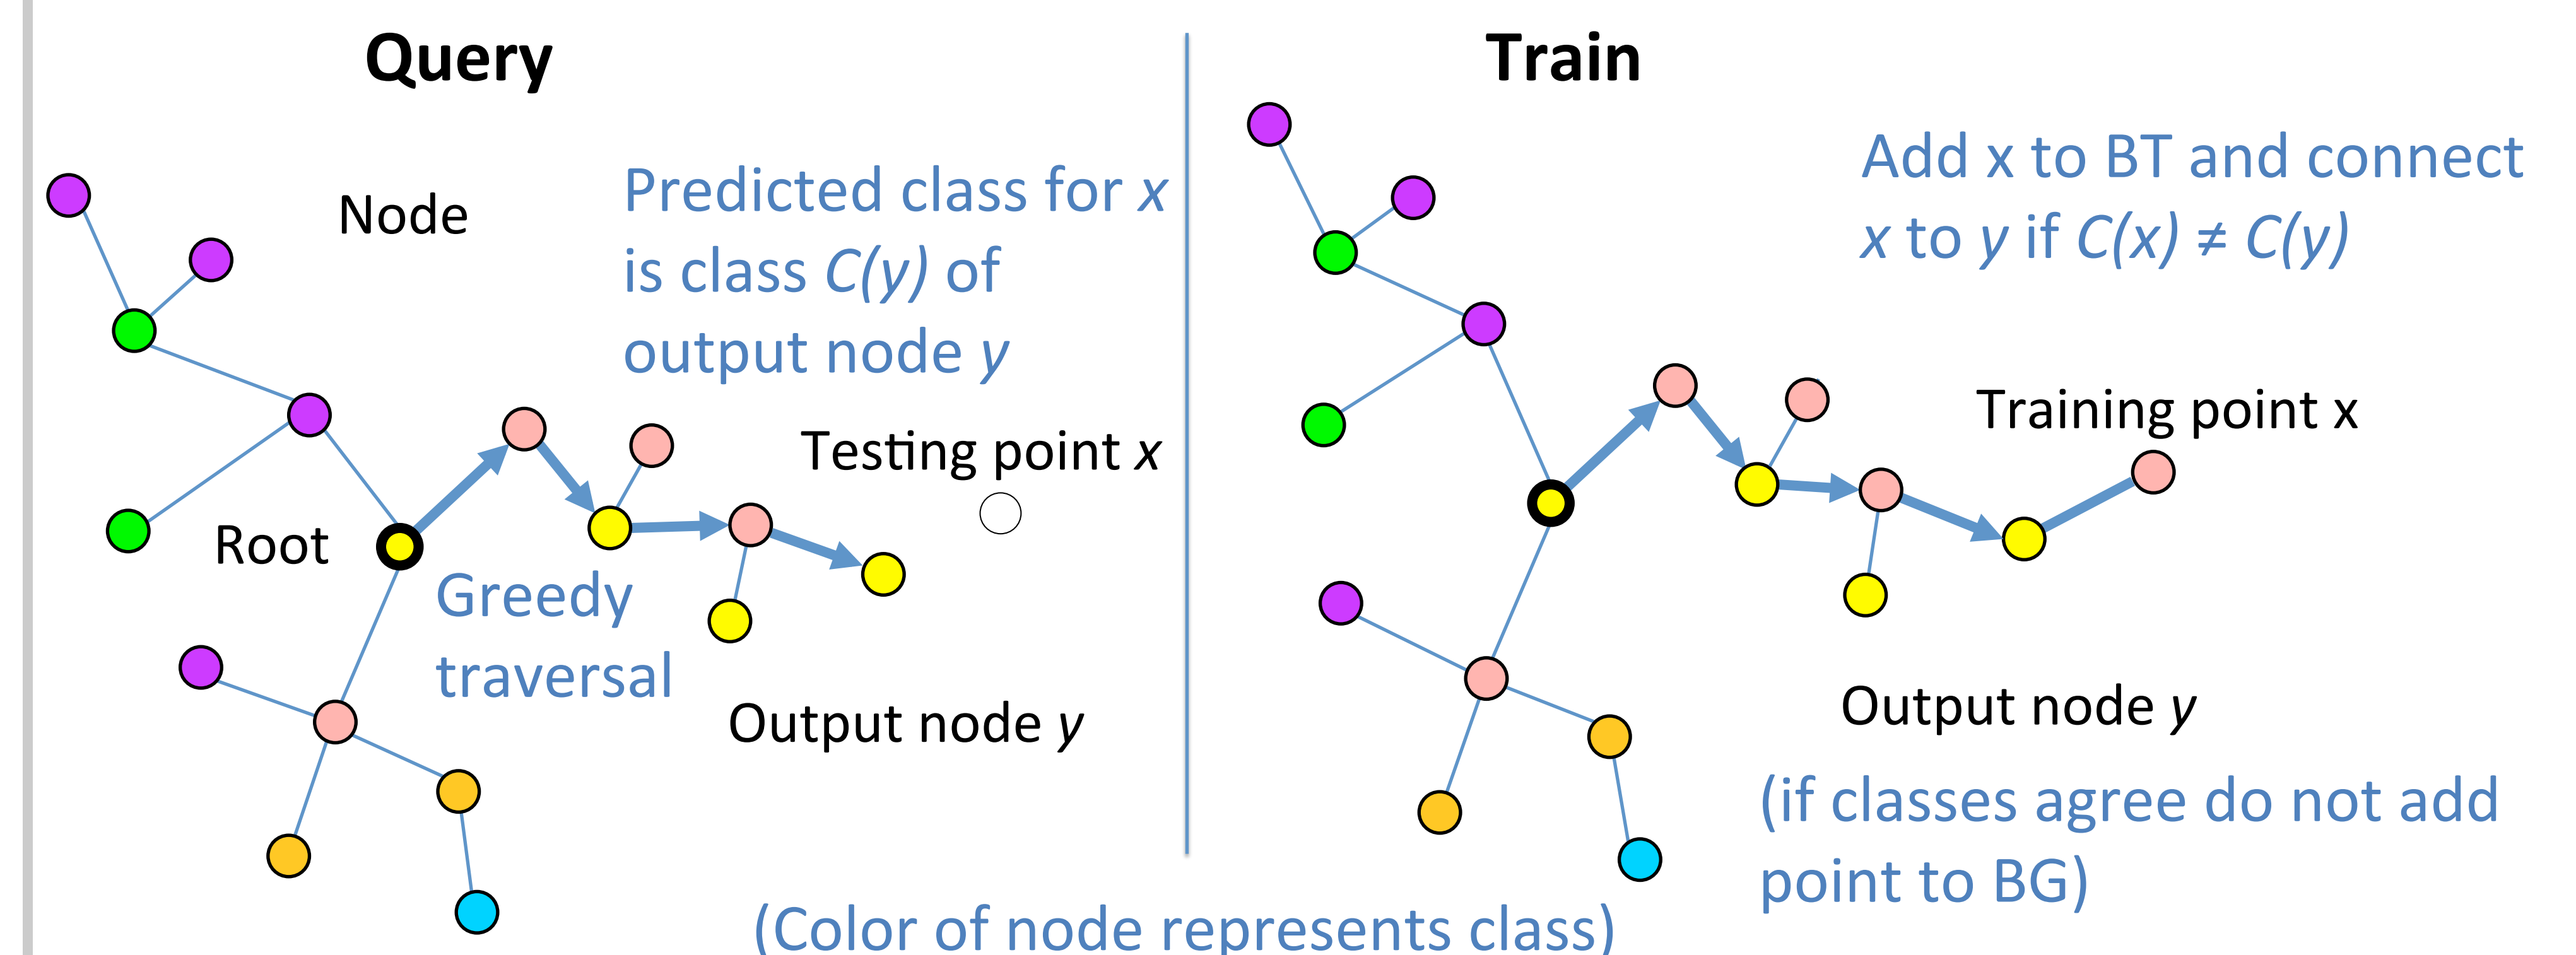 Query
Node
Predicted class for x
is class C(y) of
output node y
Testing point x
Root
Greedy
traversal
Output node y
Train
Add x to BT and connect
x to y if C(x) ≠ C(y)
Training point x
Output node y
(if classes agree do not add
point to BG)
(Color of node represents class)